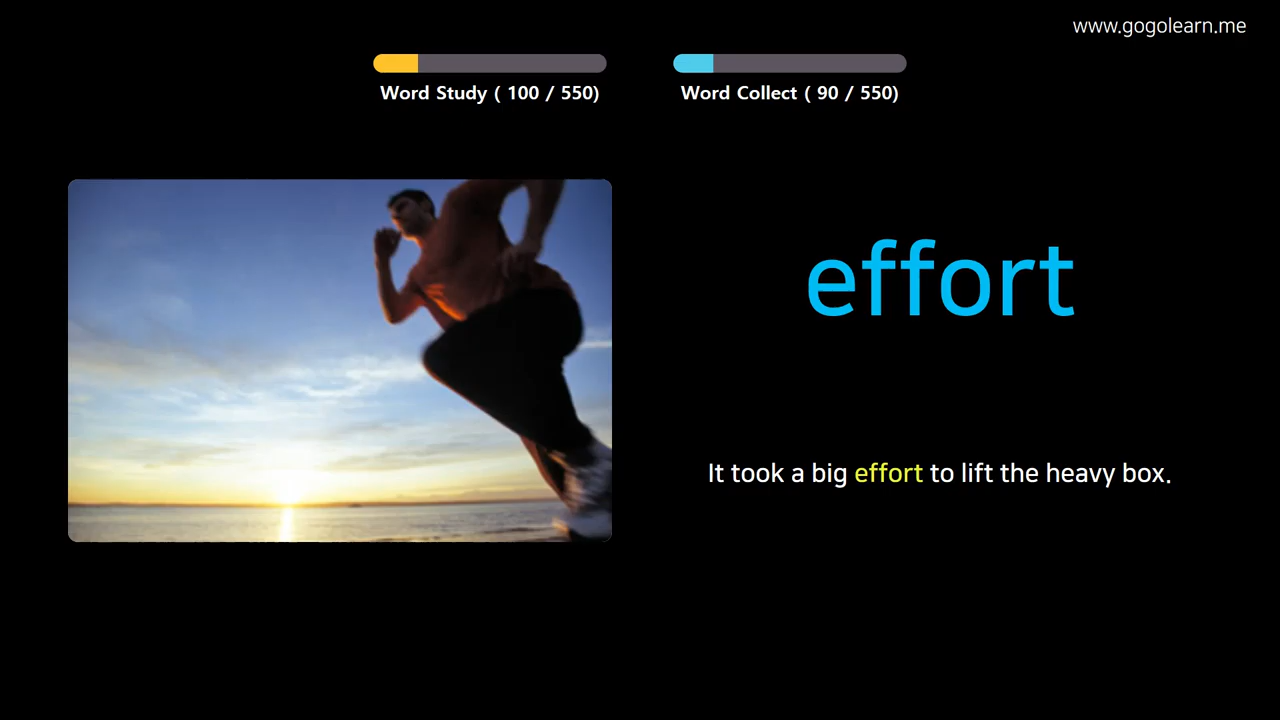 www.gogolearn.me
Word Study ( 100 / 550)
Word Collect ( 90 / 550)
effort
It took a big effort to lift the heavy box.